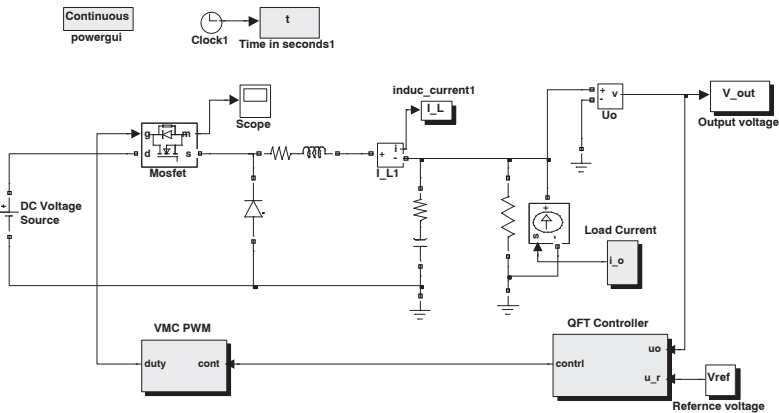 Continuous
powergui
Clock1
t
Time in seconds1
induc_current1
I_L
+
-
v
Uo
V_out
Output voltage
Scope
g
m
d
s
Mosfet
+
i
-
I_L1
+
DC Voltage
Source
+
-
s
Load Current
i_o
VMC PWM
duty
cont
QFT Controller
contrl
uo
u_r
Vref
Refernce voltage